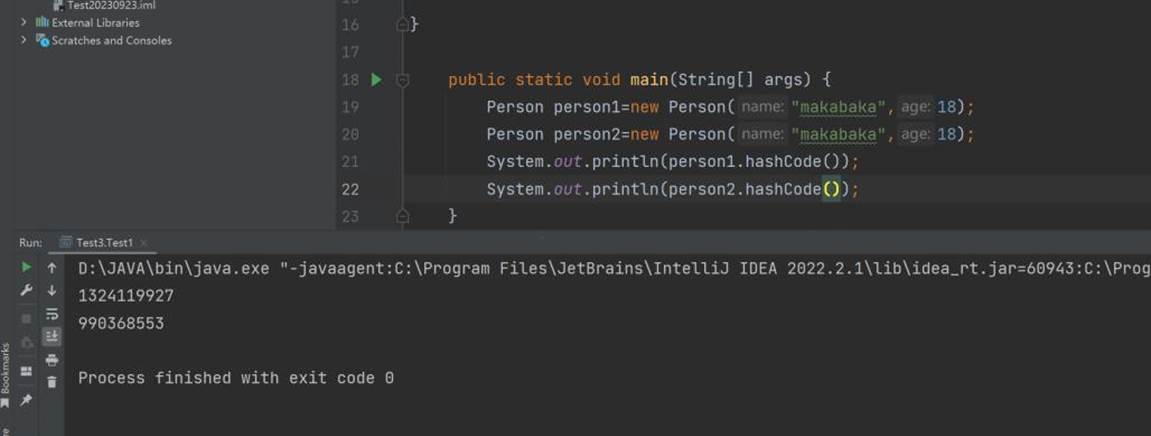 Test20230923.iml
External Libraries
Scratches and Consoles
16 }
17
18 public static void main(String[] args) {
19 Person person1=new Person( name: "makabaka", age: 18);
20 Person person2=new Person( name: "makabaka", age: 18);
21 System.out.println(person1.hashCode());
22 System.out.println(person2.hashCode());
23 }
Run: Test3.Test1 ×
D:\JAVA\bin\java.exe "-javaagent:C:\Program Files\JetBrains\IntelliJ IDEA 2022.2.1\lib\idea_rt.jar=60943:C:\Prog
1324119927
990368553
Process finished with exit code 0
Bookmarks